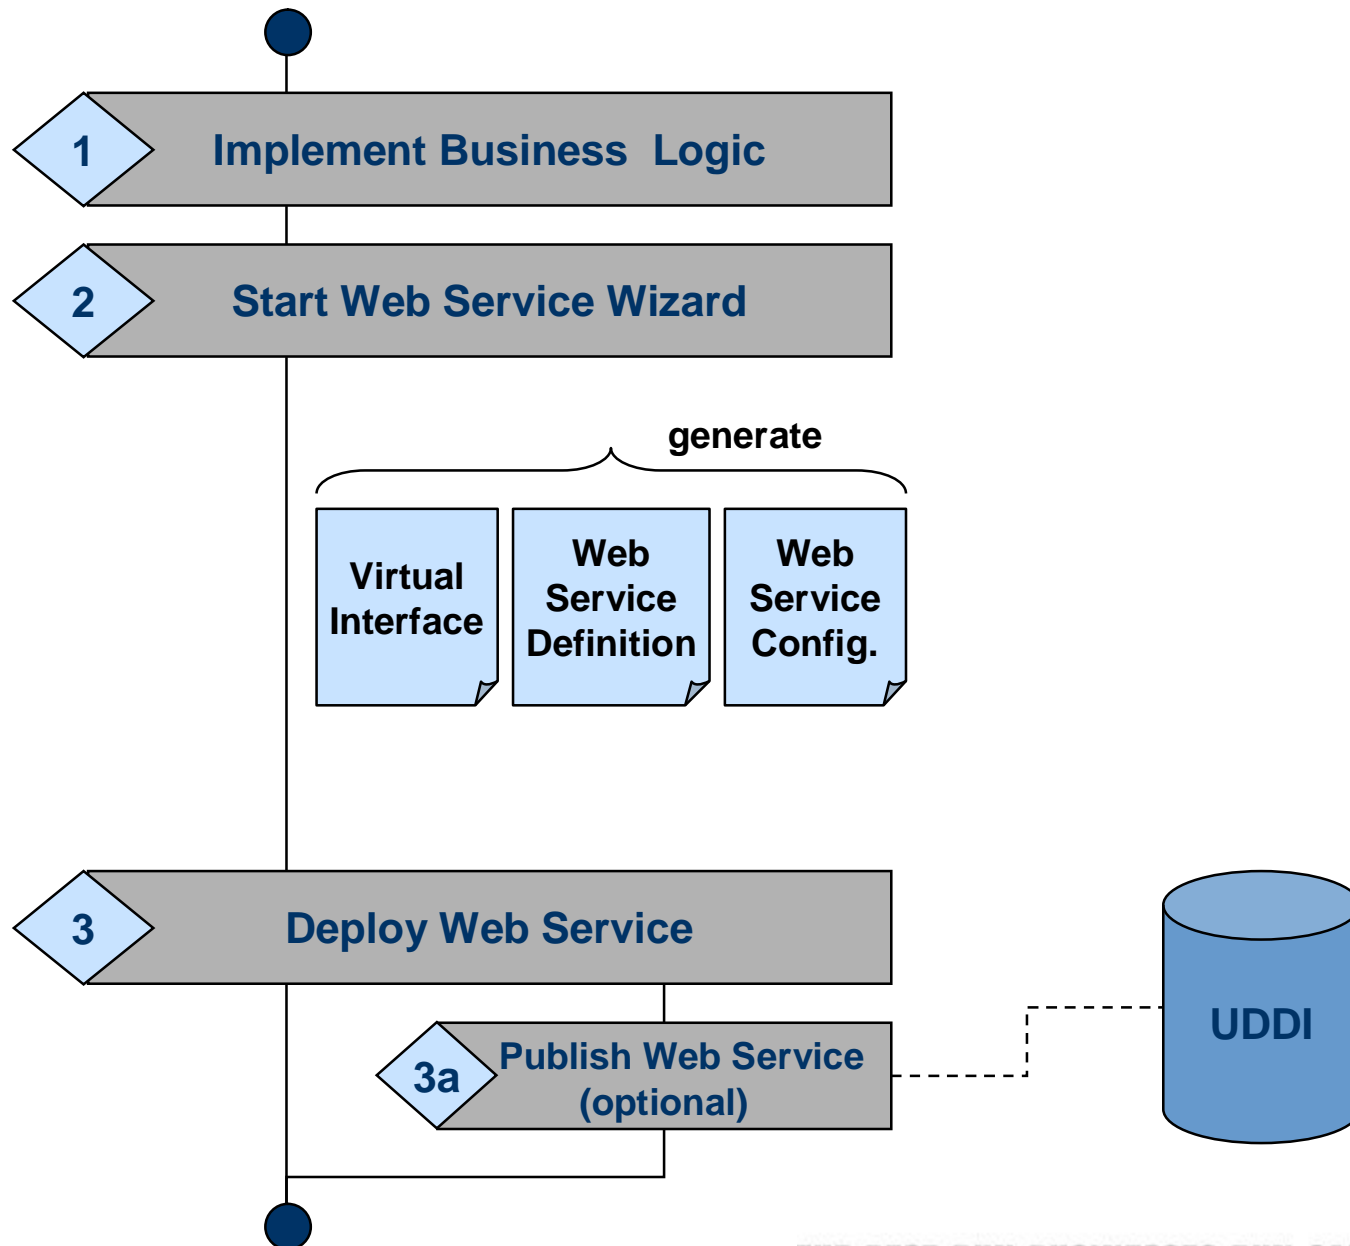 1
Implement Business  Logic
2
Start Web Service Wizard
generate
Virtual
Interface
Web
Service
Definition
Web
Service
Config.
3
Deploy Web Service
3a
Publish Web Service
(optional)
UDDI